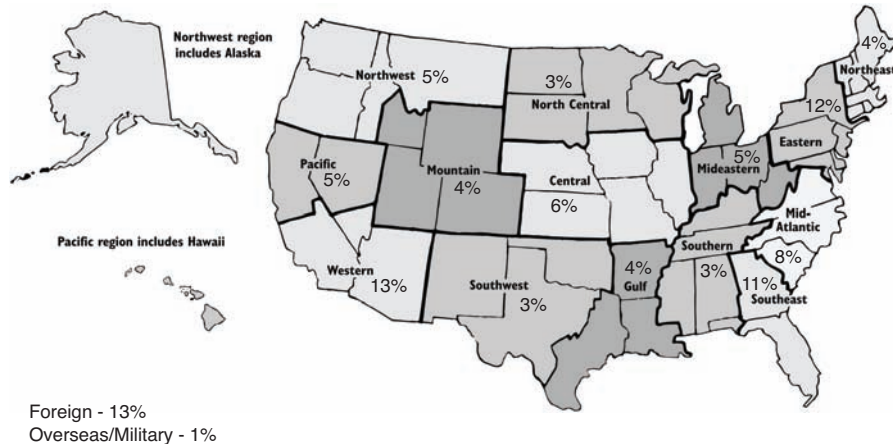 Northwest region
includes Alaska
Northwest
5%
3%
North Central
4%
Northeast
12%
Eastern
Pacific
5%
Mountain
4%
Central
6%
5%
Mideastern
Mid-
Atlantic
8%
Southern
3%
Pacific region includes Hawaii
Western
13%
Southwest
3%
4%
Gulf
11%
Southeast
Foreign - 13%
Overseas/Military - 1%